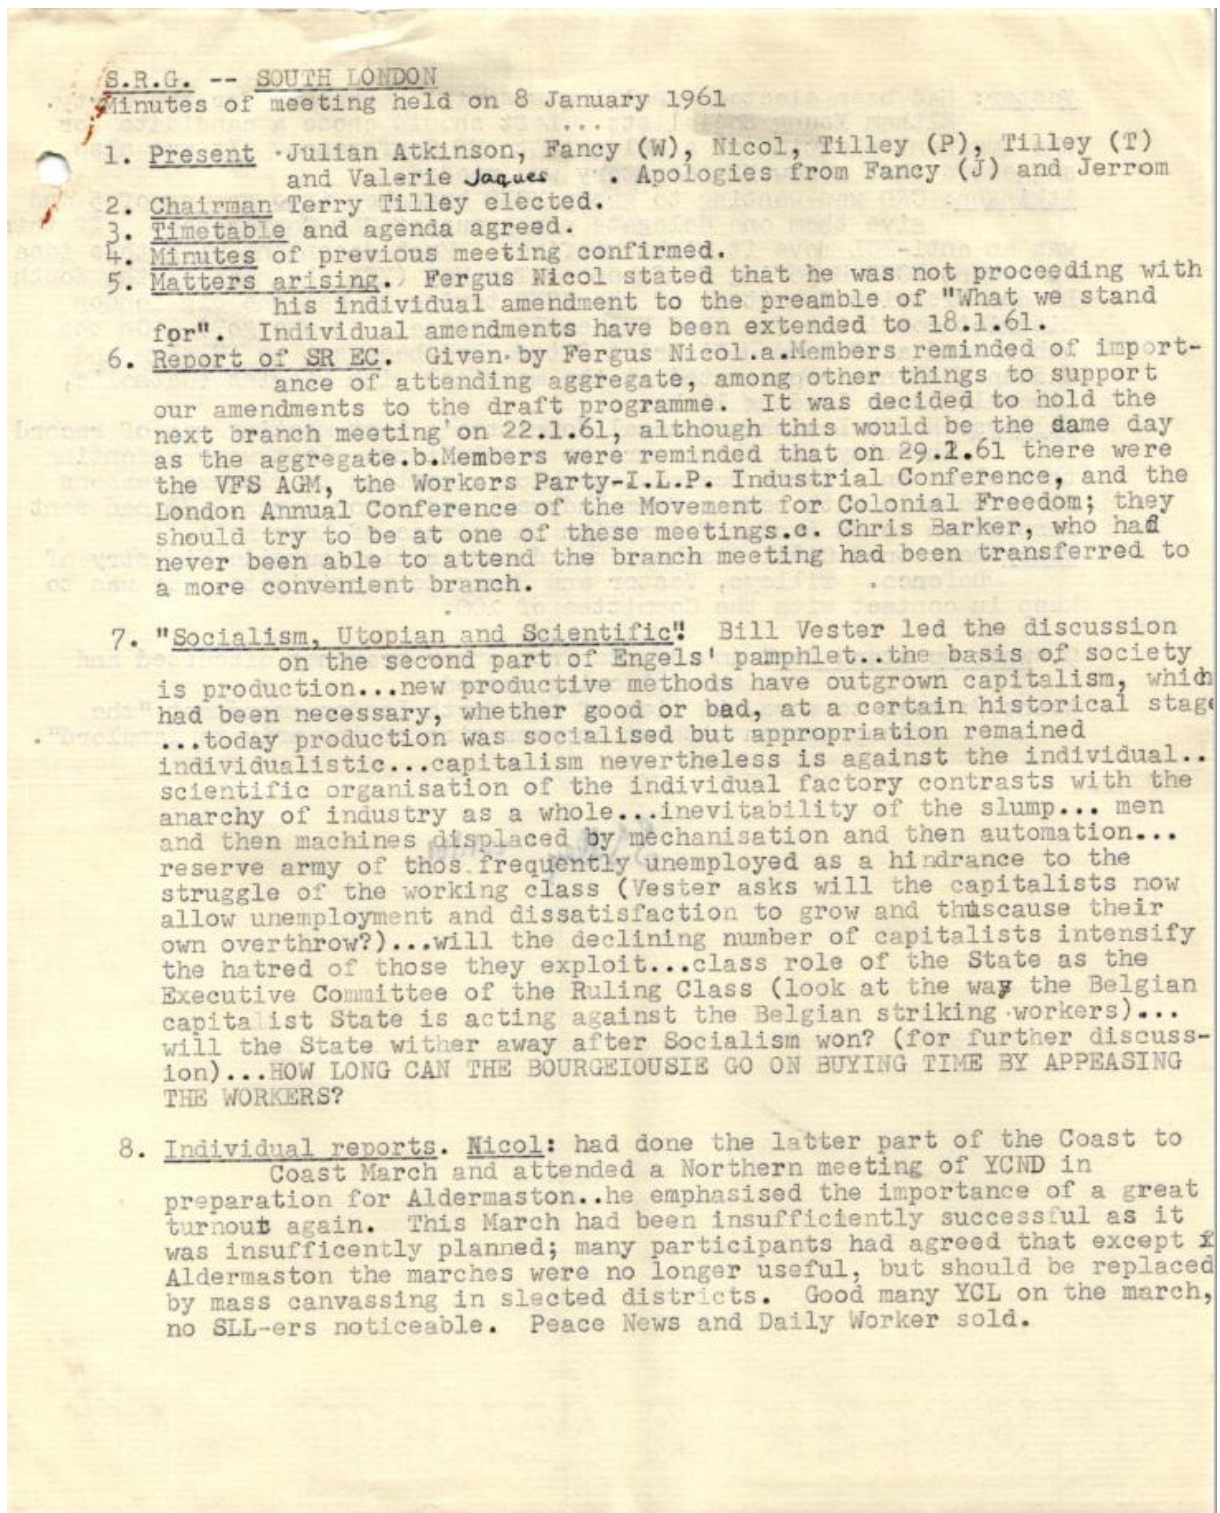 S.R.G. -- SOUTH LONDON
Minutes of meeting held on 8 January 1961
...
1. Present Julian Atkinson, Fancy (W), Nicol, Tilley (P), Tilley (T)
and Valerie Jaques . Apologies from Fancy (J) and Jerrom
2. Chairman Terry Tilley elected.
3. Timetable and agenda agreed.
4. Minutes of previous meeting confirmed.
5. Matters arising. Fergus Nicol stated that he was not proceeding with
his individual amendment to the preamble of "What we stand
for". Individual amendments have been extended to 18.1.61.
6. Report of SR EC. Given by Fergus Nicol.a.Members reminded of import-
ance of attending aggregate, among other things to support
our amendments to the draft programme. It was decided to hold the
next branch meeting on 22.1.61, although this would be the same day
as the aggregate.b.Members were reminded that on 29.1.61 there were
the VFS AGM, the Workers Party-I.L.P. Industrial Conference, and the
London Annual Conference of the Movement for Colonial Freedom; they
should try to be at one of these meetings.c. Chris Barker, who had
never been able to attend the branch meeting had been transferred to
a more convenient branch.
7. "Socialism, Utopian and Scientific". Bill Vester led the discussion
on the second part of Engels' pamphlet..the basis of society
is production...new productive methods have outgrown capitalism, which
had been necessary, whether good or bad, at a certain historical stage
...today production was socialised but appropriation remained
individualistic...capitalism nevertheless is against the individual..
scientific organisation of the individual factory contrasts with the
anarchy of industry as a whole...inevitability of the slump... men
and then machines displaced by mechanisation and then automation...
reserve army of thos frequently unemployed as a hindrance to the
struggle of the working class (Vester asks will the capitalists now
allow unemployment and dissatisfaction to grow and thuscause their
own overthrow?)...will the declining number of capitalists intensify
the hatred of those they exploit...class role of the State as the
Executive Committee of the Ruling Class (look at the way the Belgian
capitalist State is acting against the Belgian striking workers)...
will the State wither away after Socialism won? (for further discuss-
ion)...HOW LONG CAN THE BOURGEIOUSIE GO ON BUYING TIME BY APPEASING
THE WORKERS?
8. Individual reports. Nicol: had done the latter part of the Coast to
Coast March and attended a Northern meeting of YCND in
preparation for Aldermaston..he emphasised the importance of a great
turnout again. This March had been insufficiently successful as it
was insufficently planned; many participants had agreed that except
Aldermaston the marches were no longer useful, but should be replaced
by mass canvassing in slected districts. Good many YCL on the march,
no SLL-ers noticeable. Peace News and Daily Worker sold.